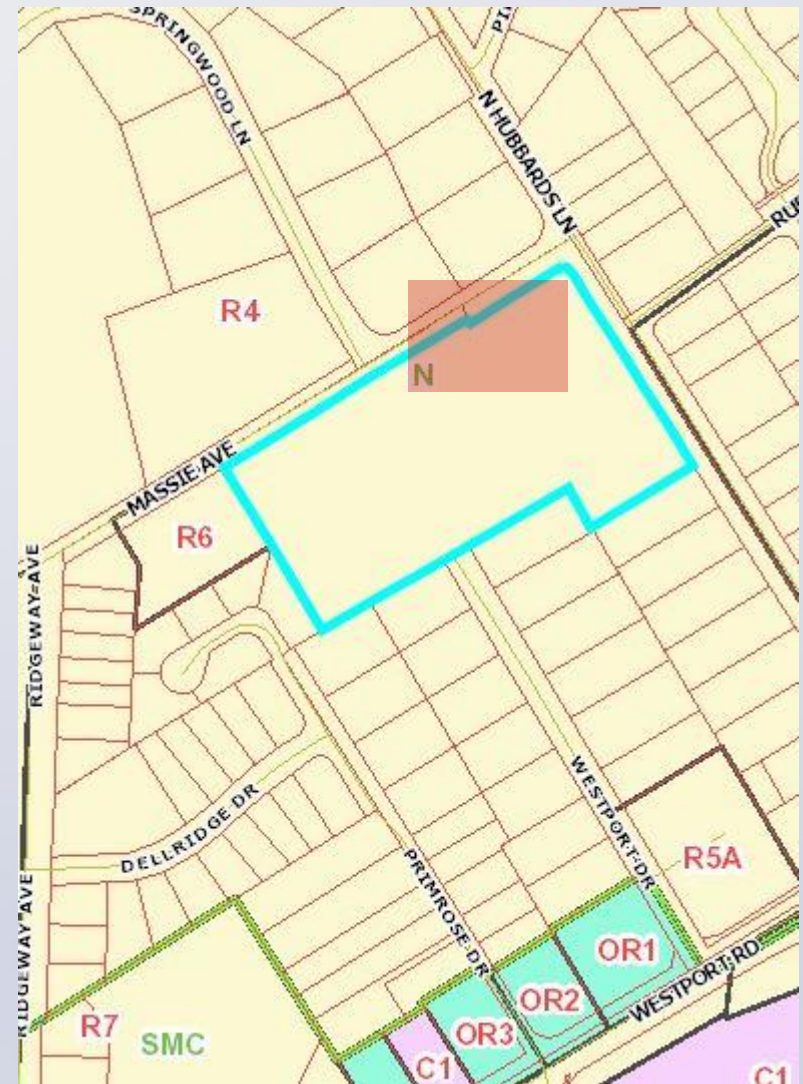 SPRINGWOOD LN
N HUBBARDS LN
R4
N
MASSIE AVE
R6
RIDGEWAY AVE
WESTPORT DR
DELLRIDGE DR
R5A
PRIMROSE DR
RIDGEWAY AVE
OR1
WESTPORT RD
OR2
R7
OR3
SMC
C1
C1